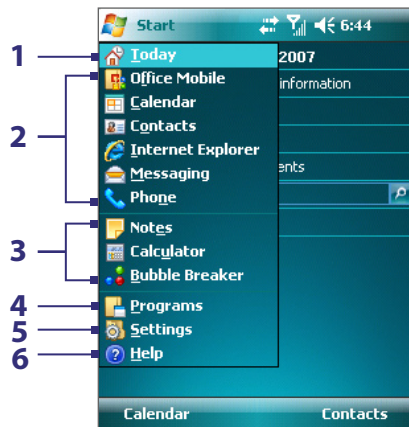 Start 6:44
1 Today 2007
2 Office Mobile information
Calendar
Contacts
Internet Explorer
Messaging ents
Phone
3 Notes
Calculator
Bubble Breaker
4 Programs
5 Settings
6 Help
Calendar Contacts